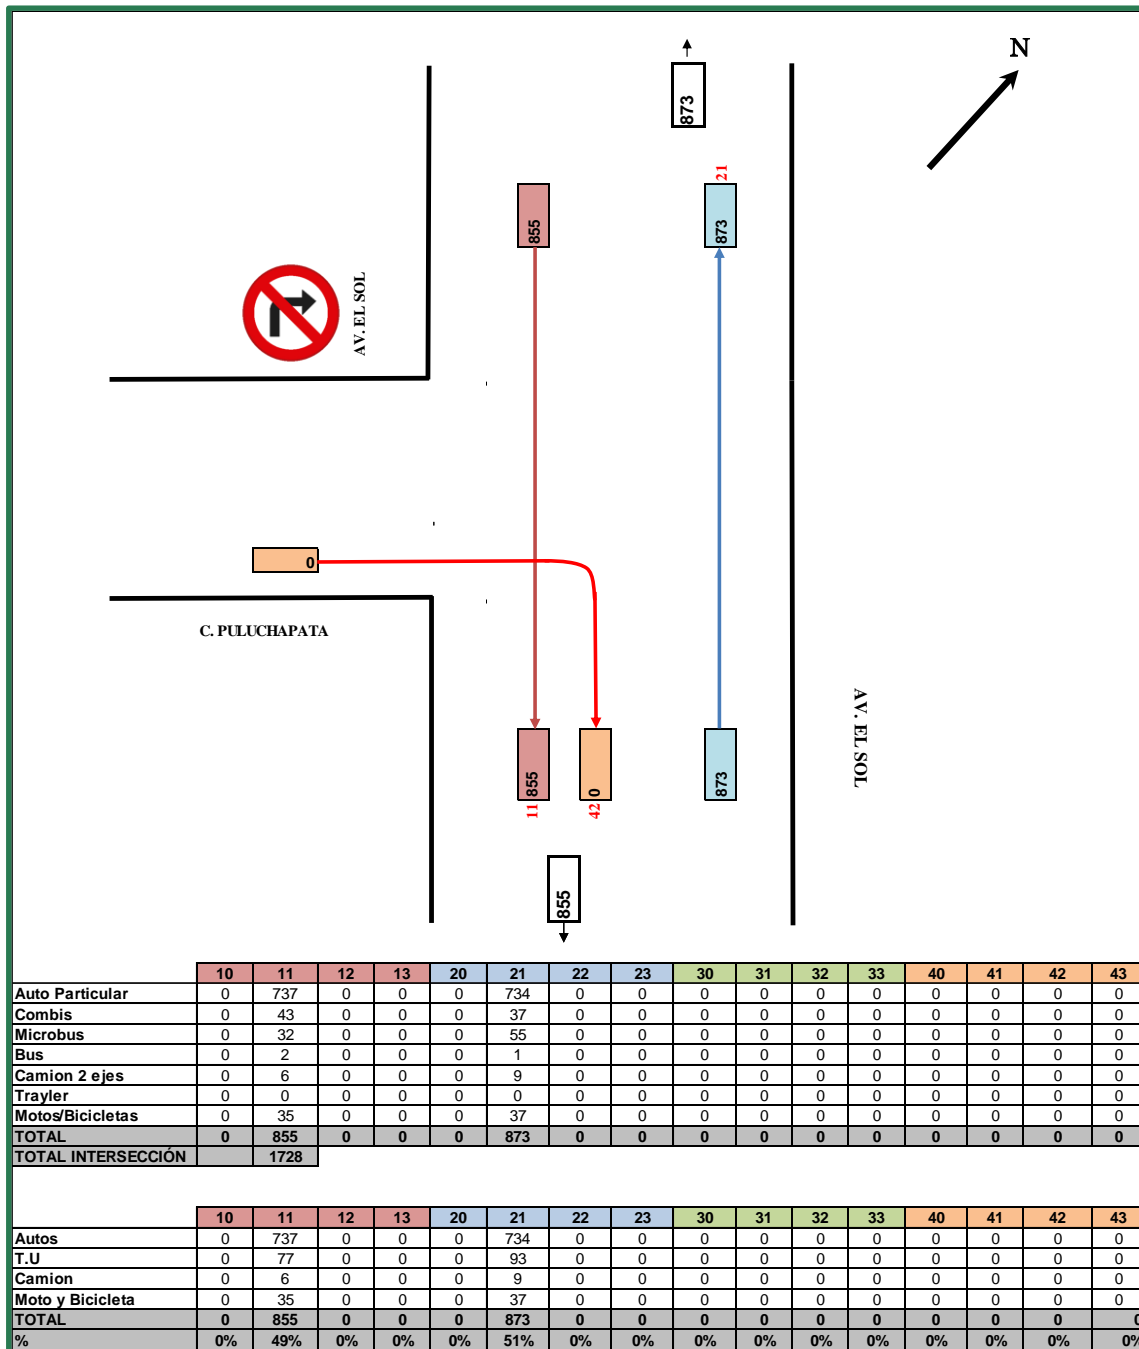 N
873
21
855
873
AV. EL SOL
0
C. PULUCHAPATA
AV. EL SOL
855
0
873
11
42
855
10 11 12 13 20 21 22 23 30 31 32 33 40 41 42 43
Auto Particular 0 737 0 0 0 734 0 0 0 0 0 0 0 0 0 0
Combis 0 43 0 0 0 37 0 0 0 0 0 0 0 0 0 0
Microbus 0 32 0 0 0 55 0 0 0 0 0 0 0 0 0 0
Bus 0 2 0 0 0 1 0 0 0 0 0 0 0 0 0 0
Camion 2 ejes 0 6 0 0 0 9 0 0 0 0 0 0 0 0 0 0
Trayler 0 0 0 0 0 0 0 0 0 0 0 0 0 0 0 0
Motos/Bicicletas 0 35 0 0 0 37 0 0 0 0 0 0 0 0 0 0
TOTAL 0 855 0 0 0 873 0 0 0 0 0 0 0 0 0 0
TOTAL INTERSECCIÓN 1728
10 11 12 13 20 21 22 23 30 31 32 33 40 41 42 43
Autos 0 737 0 0 0 734 0 0 0 0 0 0 0 0 0 0
T.U 0 77 0 0 0 93 0 0 0 0 0 0 0 0 0 0
Camion 0 6 0 0 0 9 0 0 0 0 0 0 0 0 0 0
Moto y Bicicleta 0 35 0 0 0 37 0 0 0 0 0 0 0 0 0 0
TOTAL 0 855 0 0 0 873 0 0 0 0 0 0 0 0 0 0
% 0% 49% 0% 0% 0% 51% 0% 0% 0% 0% 0% 0% 0% 0% 0% 0%